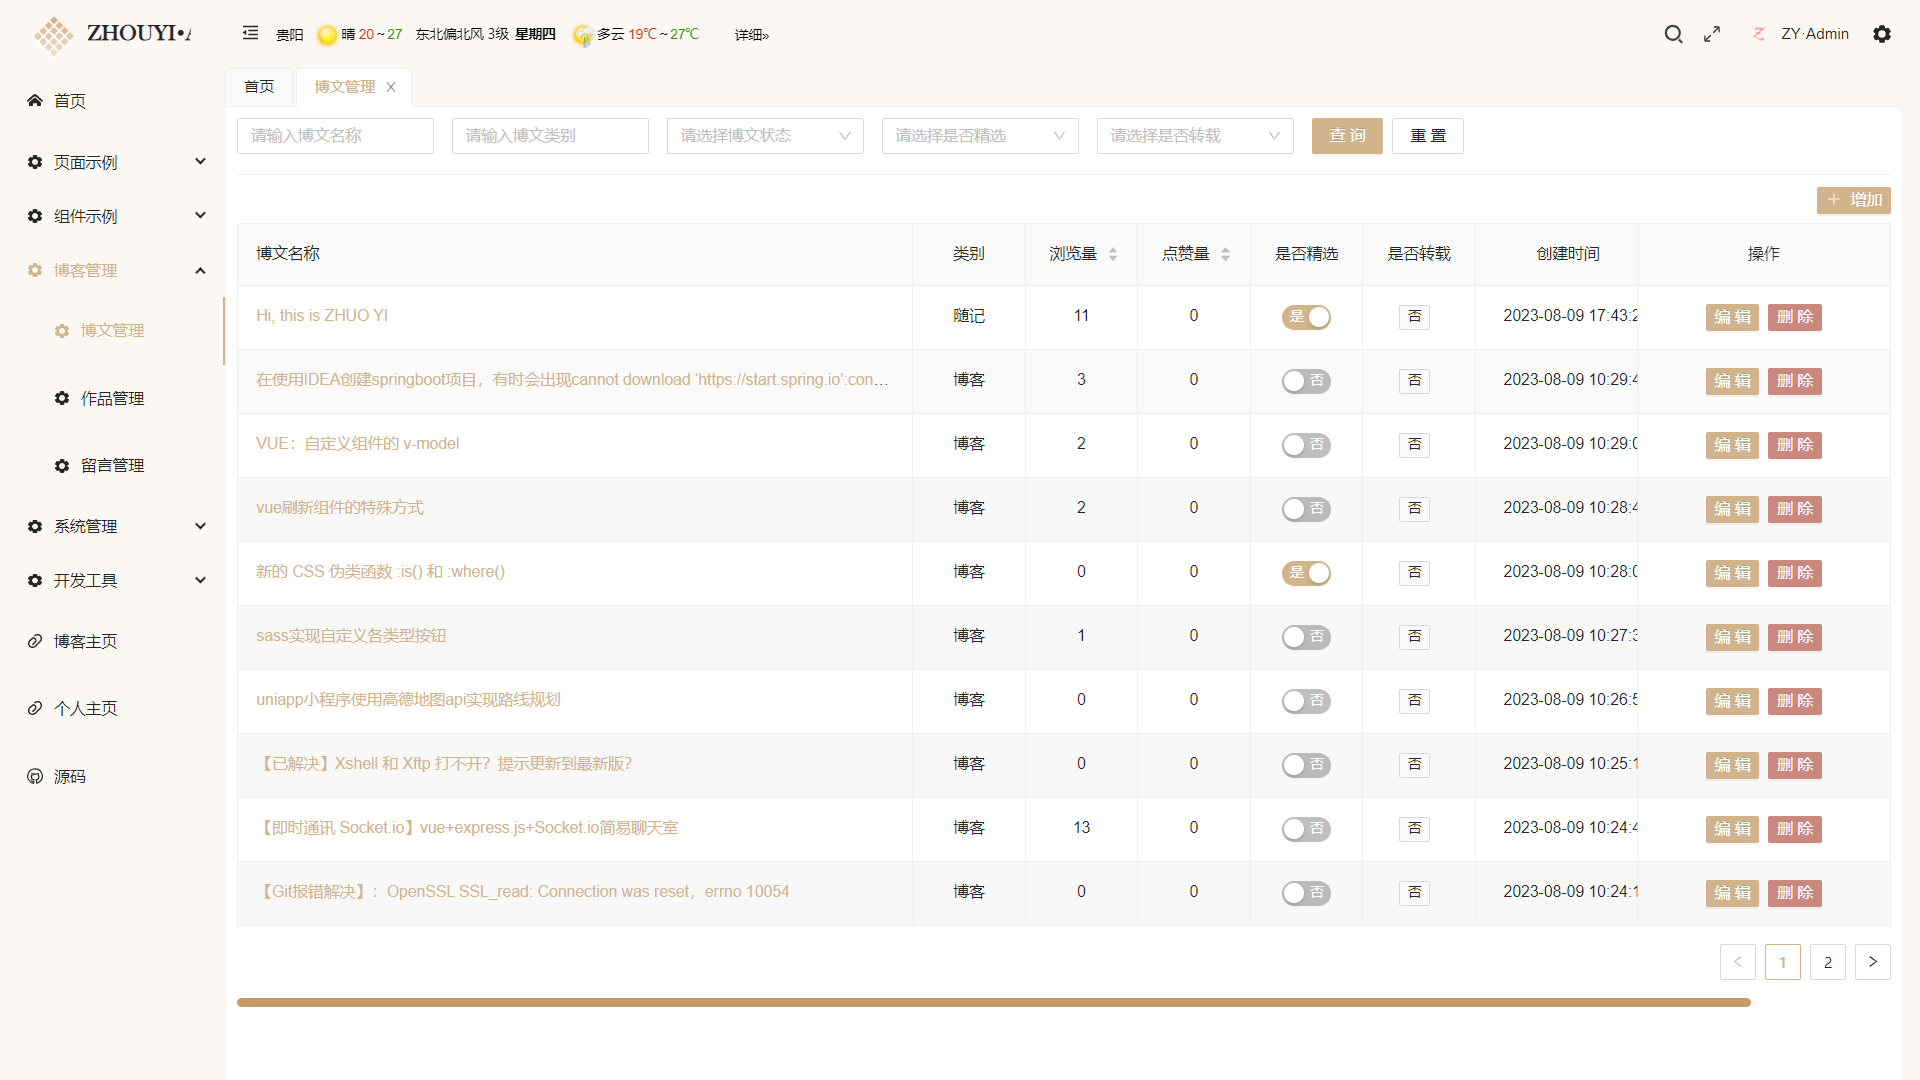 ZHOUYI•A
贵阳 晴 20~27 东北偏北风 3级 星期四 多云 19℃~27℃ 详细»
ZY·Admin
首页
页面示例
组件示例
博客管理
博文管理
作品管理
留言管理
系统管理
开发工具
博客主页
个人主页
源码
首页 博文管理
请输入博文名称 请输入博文类别 请选择博文状态 请选择是否精选 请选择是否转载 查 询 重 置
增加
博文名称 类别 浏览量 点赞量 是否精选 是否转载 创建时间 操作
Hi, this is ZHUO YI 随记 11 0 是 否 2023-08-09 17:43:2 编 辑 删 除
在使用IDEA创建springboot项目，有时会出现cannot download ‘https://start.spring.io’:con... 博客 3 0 否 否 2023-08-09 10:29:4 编 辑 删 除
VUE：自定义组件的 v-model 博客 2 0 否 否 2023-08-09 10:29:0 编 辑 删 除
vue刷新组件的特殊方式 博客 2 0 否 否 2023-08-09 10:28:4 编 辑 删 除
新的 CSS 伪类函数 :is() 和 :where() 博客 0 0 是 否 2023-08-09 10:28:0 编 辑 删 除
sass实现自定义各类型按钮 博客 1 0 否 否 2023-08-09 10:27:3 编 辑 删 除
uniapp小程序使用高德地图api实现路线规划 博客 0 0 否 否 2023-08-09 10:26:5 编 辑 删 除
【已解决】Xshell 和 Xftp 打不开？提示更新到最新版？ 博客 0 0 否 否 2023-08-09 10:25:1 编 辑 删 除
【即时通讯 Socket.io】vue+express.js+Socket.io简易聊天室 博客 13 0 否 否 2023-08-09 10:24:4 编 辑 删 除
【Git报错解决】：OpenSSL SSL_read: Connection was reset，errno 10054 博客 0 0 否 否 2023-08-09 10:24:1 编 辑 删 除
< 1 2 >